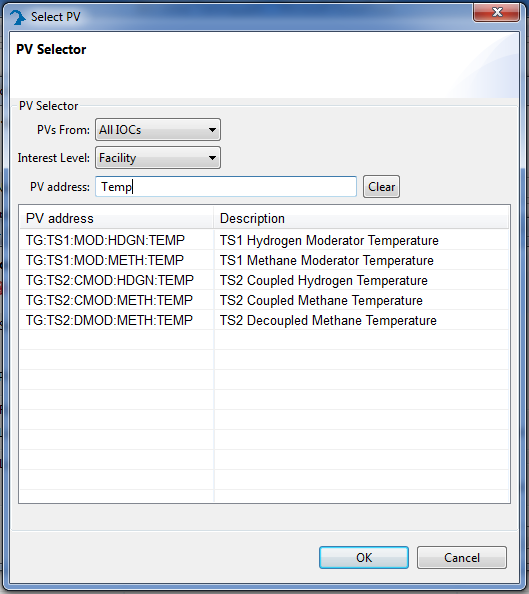 Select PV
PV Selector
PV Selector
PVs From: All IOCs
Interest Level: Facility
PV address: Temp Clear
PV address Description
TG:TS1:MOD:HDGN:TEMP TS1 Hydrogen Moderator Temperature
TG:TS1:MOD:METH:TEMP TS1 Methane Moderator Temperature
TG:TS2:CMOD:HDGN:TEMP TS2 Coupled Hydrogen Temperature
TG:TS2:CMOD:METH:TEMP TS2 Coupled Methane Temperature
TG:TS2:DMOD:METH:TEMP TS2 Decoupled Methane Temperature
OK Cancel